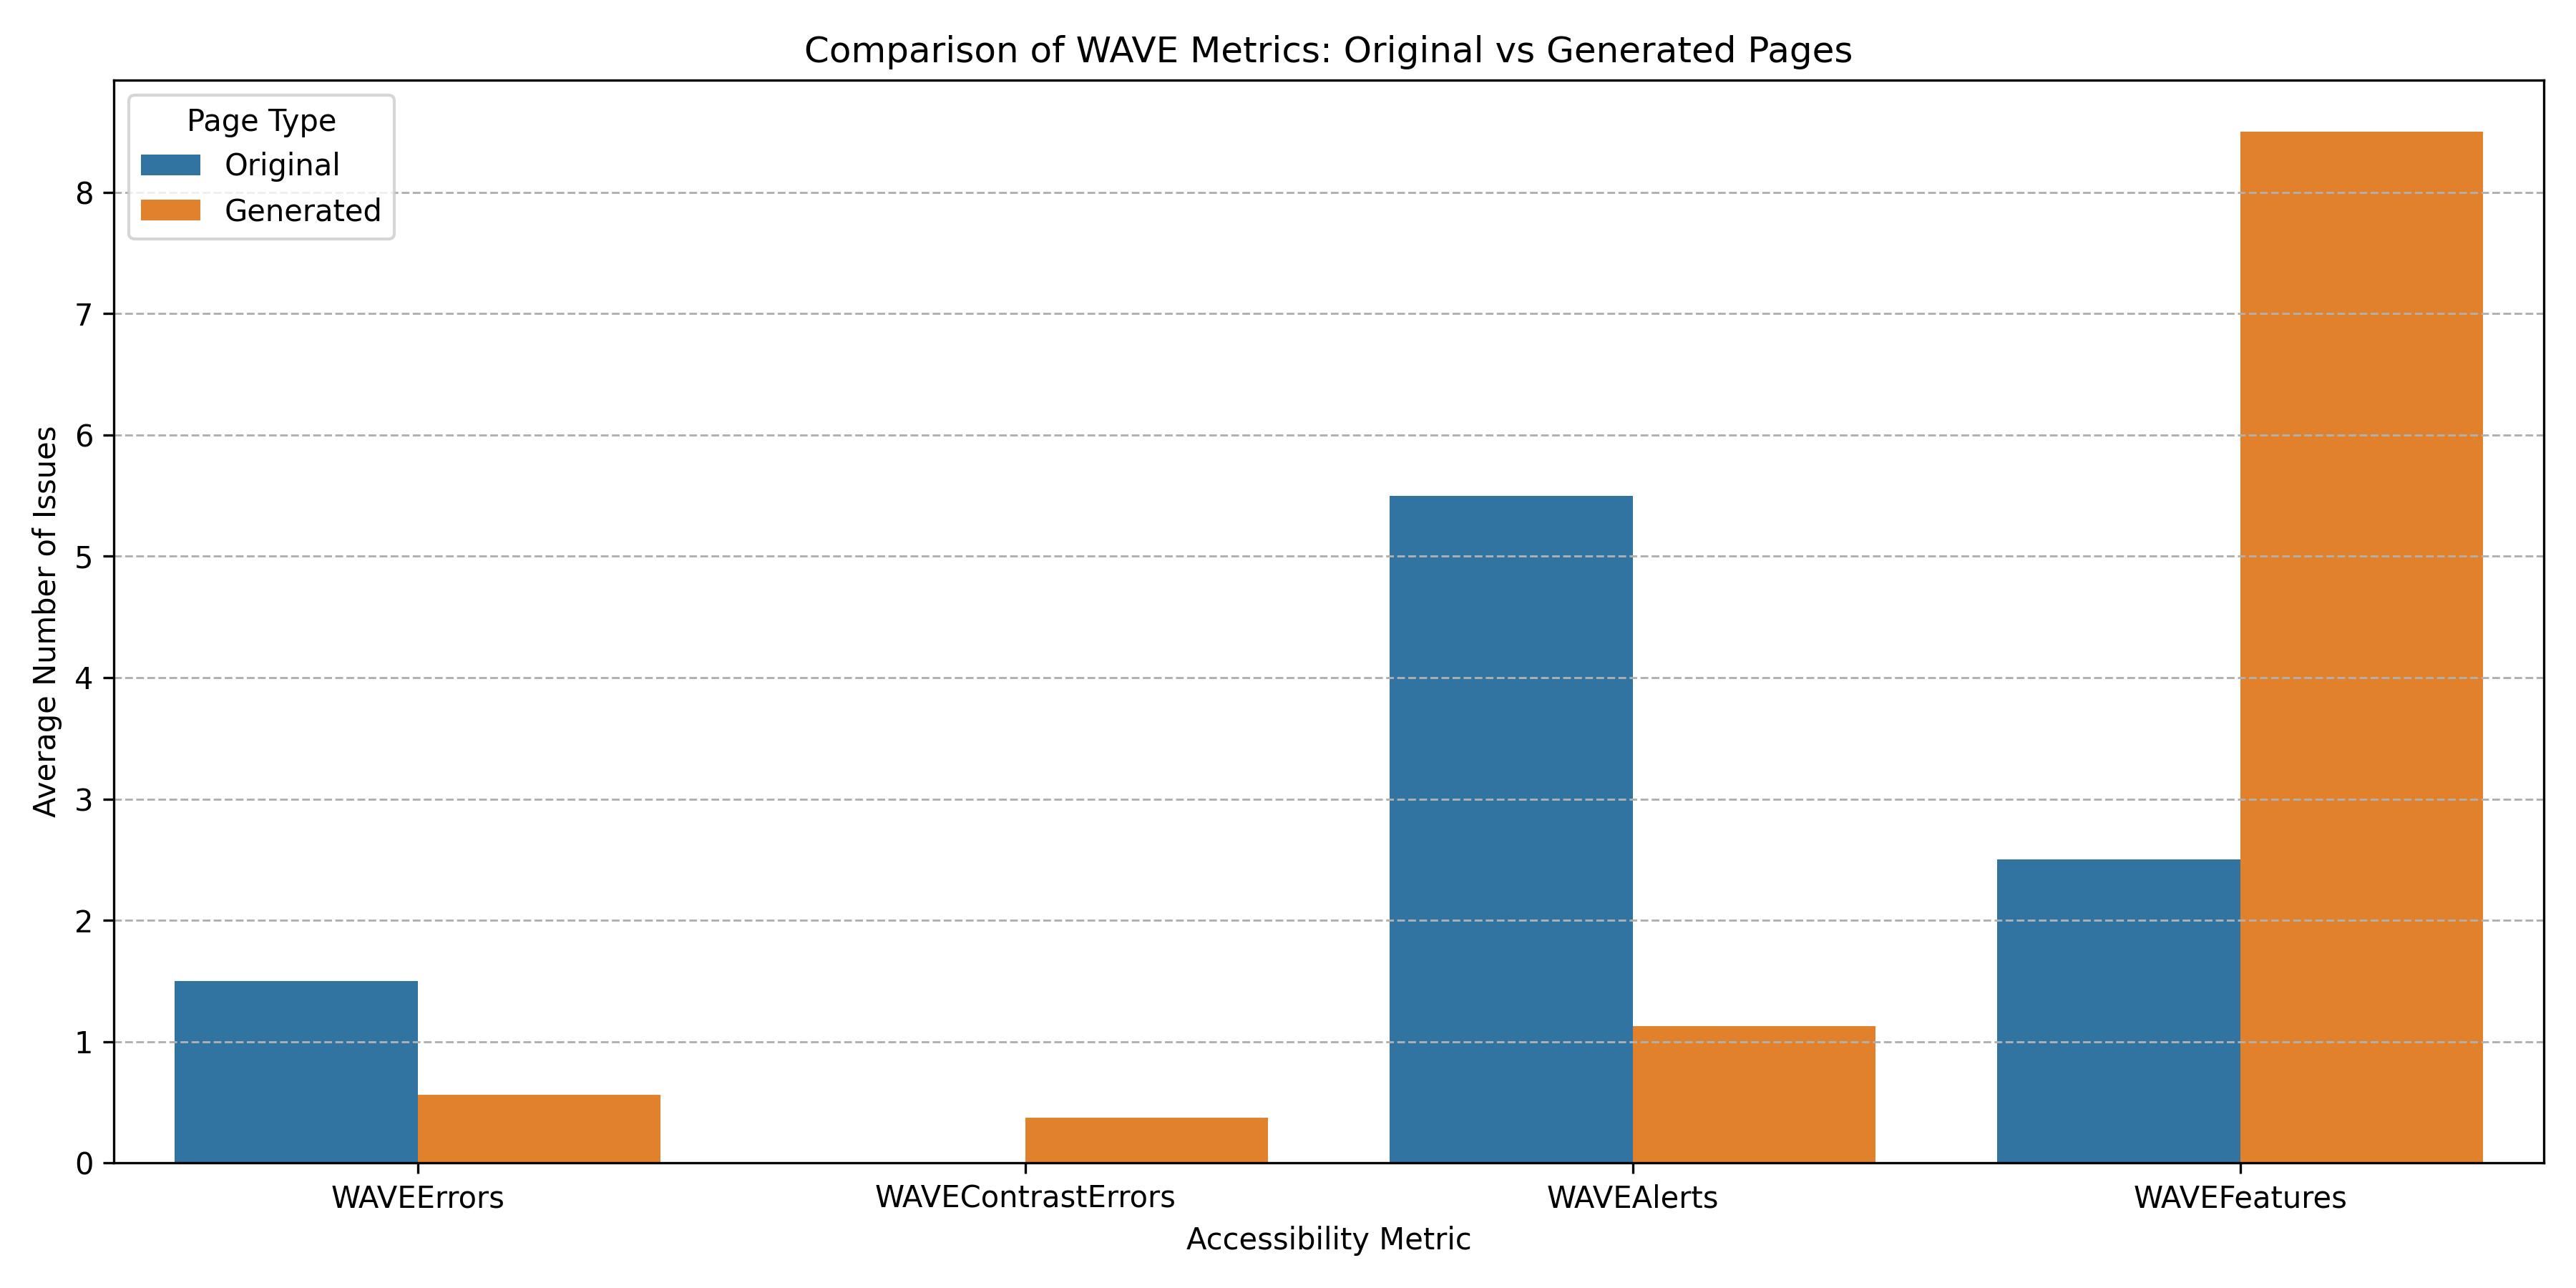 Comparison of WAVE Metrics: Original vs Generated Pages
Page Type
Original
Generated
Average Number of Issues
8
7
6
5
4
3
2
1
0
WAVEErrors
WAVEContrastErrors
WAVEAlerts
WAVEFeatures
Accessibility Metric